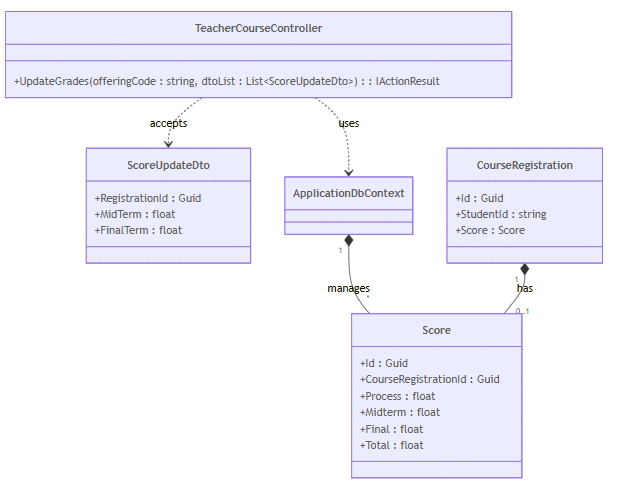 TeacherCourseController
+UpdateGrades(offeringCode : string, dtoList : List<ScoreUpdateDto>) : : IActionResult
accepts
uses
ScoreUpdateDto
+RegistrationId : Guid
+MidTerm : float
+FinalTerm : float
ApplicationDbContext
CourseRegistration
+Id : Guid
+StudentId : string
+Score : Score
1
1
manages
*
has
0..1
Score
+Id : Guid
+CourseRegistrationId : Guid
+Process : float
+Midterm : float
+Final : float
+Total : float